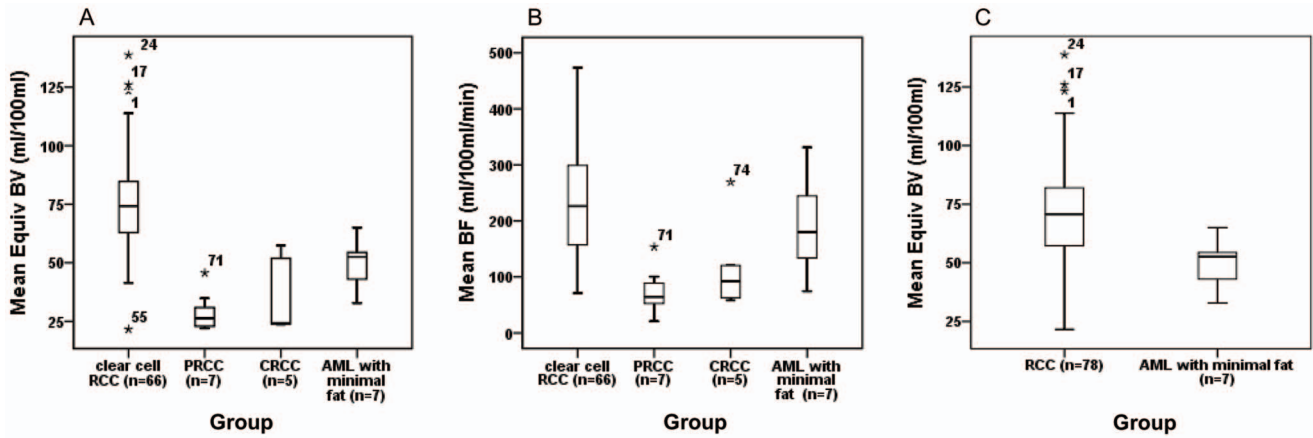 A
Mean Equiv BV (ml/100ml)
125
100
75
50
25
24
17
1
55
71
clear cell
RCC (n=66)
PRCC
(n=7)
CRCC
(n=5)
AML with
minimal
fat (n=7)
Group
B
Mean BF (ml/100ml/min)
500
400
300
200
100
0
71
74
clear cell
RCC (n=66)
PRCC
(n=7)
CRCC
(n=5)
AML with
minimal
fat (n=7)
Group
C
Mean Equiv BV (ml/100ml)
125
100
75
50
25
24
17
1
RCC (n=78)
AML with minimal fat
(n=7)
Group